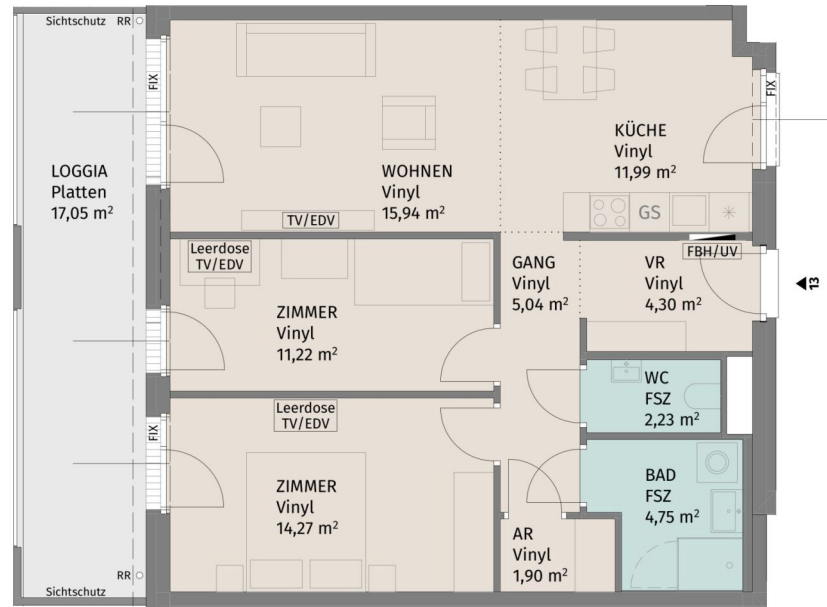 Sichtschutz RR
FIX
FIX
LOGGIA
Platten
17,05 m²
WOHNEN
Vinyl
15,94 m²
KÜCHE
Vinyl
11,99 m²
TV/EDV
GS
Leerdose
TV/EDV
GANG
Vinyl
5,04 m²
FBH/UV
VR
Vinyl
4,30 m²
13
ZIMMER
Vinyl
11,22 m²
WC
FSZ
2,23 m²
Leerdose
TV/EDV
FIX
ZIMMER
Vinyl
14,27 m²
BAD
FSZ
4,75 m²
AR
Vinyl
1,90 m²
RR
Sichtschutz